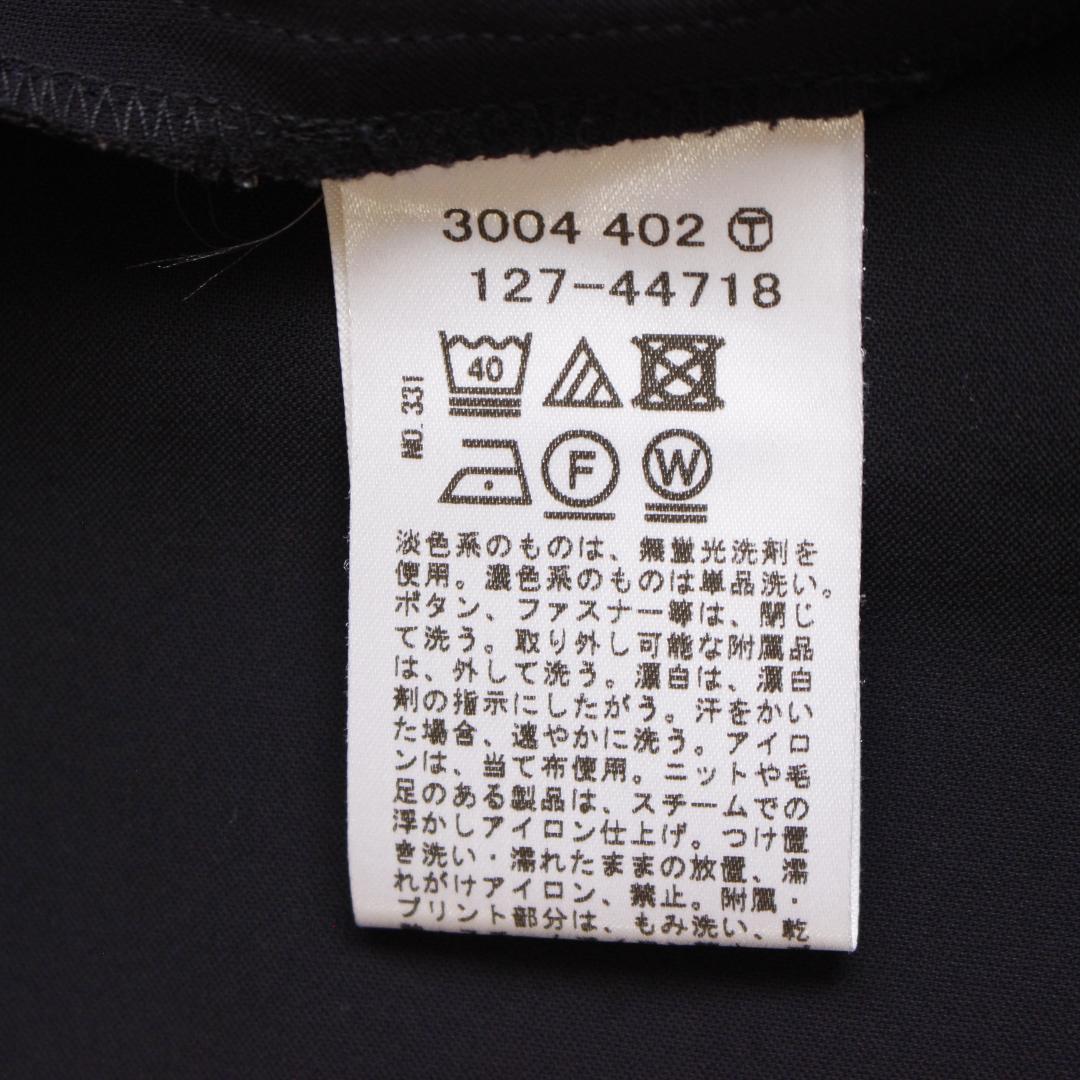 3004 402 Ⓣ
127-44718
NO. 331
40
F
W
淡色系のものは、無蛍光洗剤を
使用。濃色系のものは単品洗い。
ボタン、ファスナー等は、閉じ
て洗う。取り外し可能な附属品
は、外して洗う。漂白は、漂白
剤の指示にしたがう。汗をかい
た場合、速やかに洗う。アイロ
ンは、当て布使用。ニットや毛
足のある製品は、スチームでの
浮かしアイロン仕上げ。つけ置
き洗い・濡れたままの放置、濡
れがけアイロン、禁止。附属・
プリント部分は、もみ洗い、乾